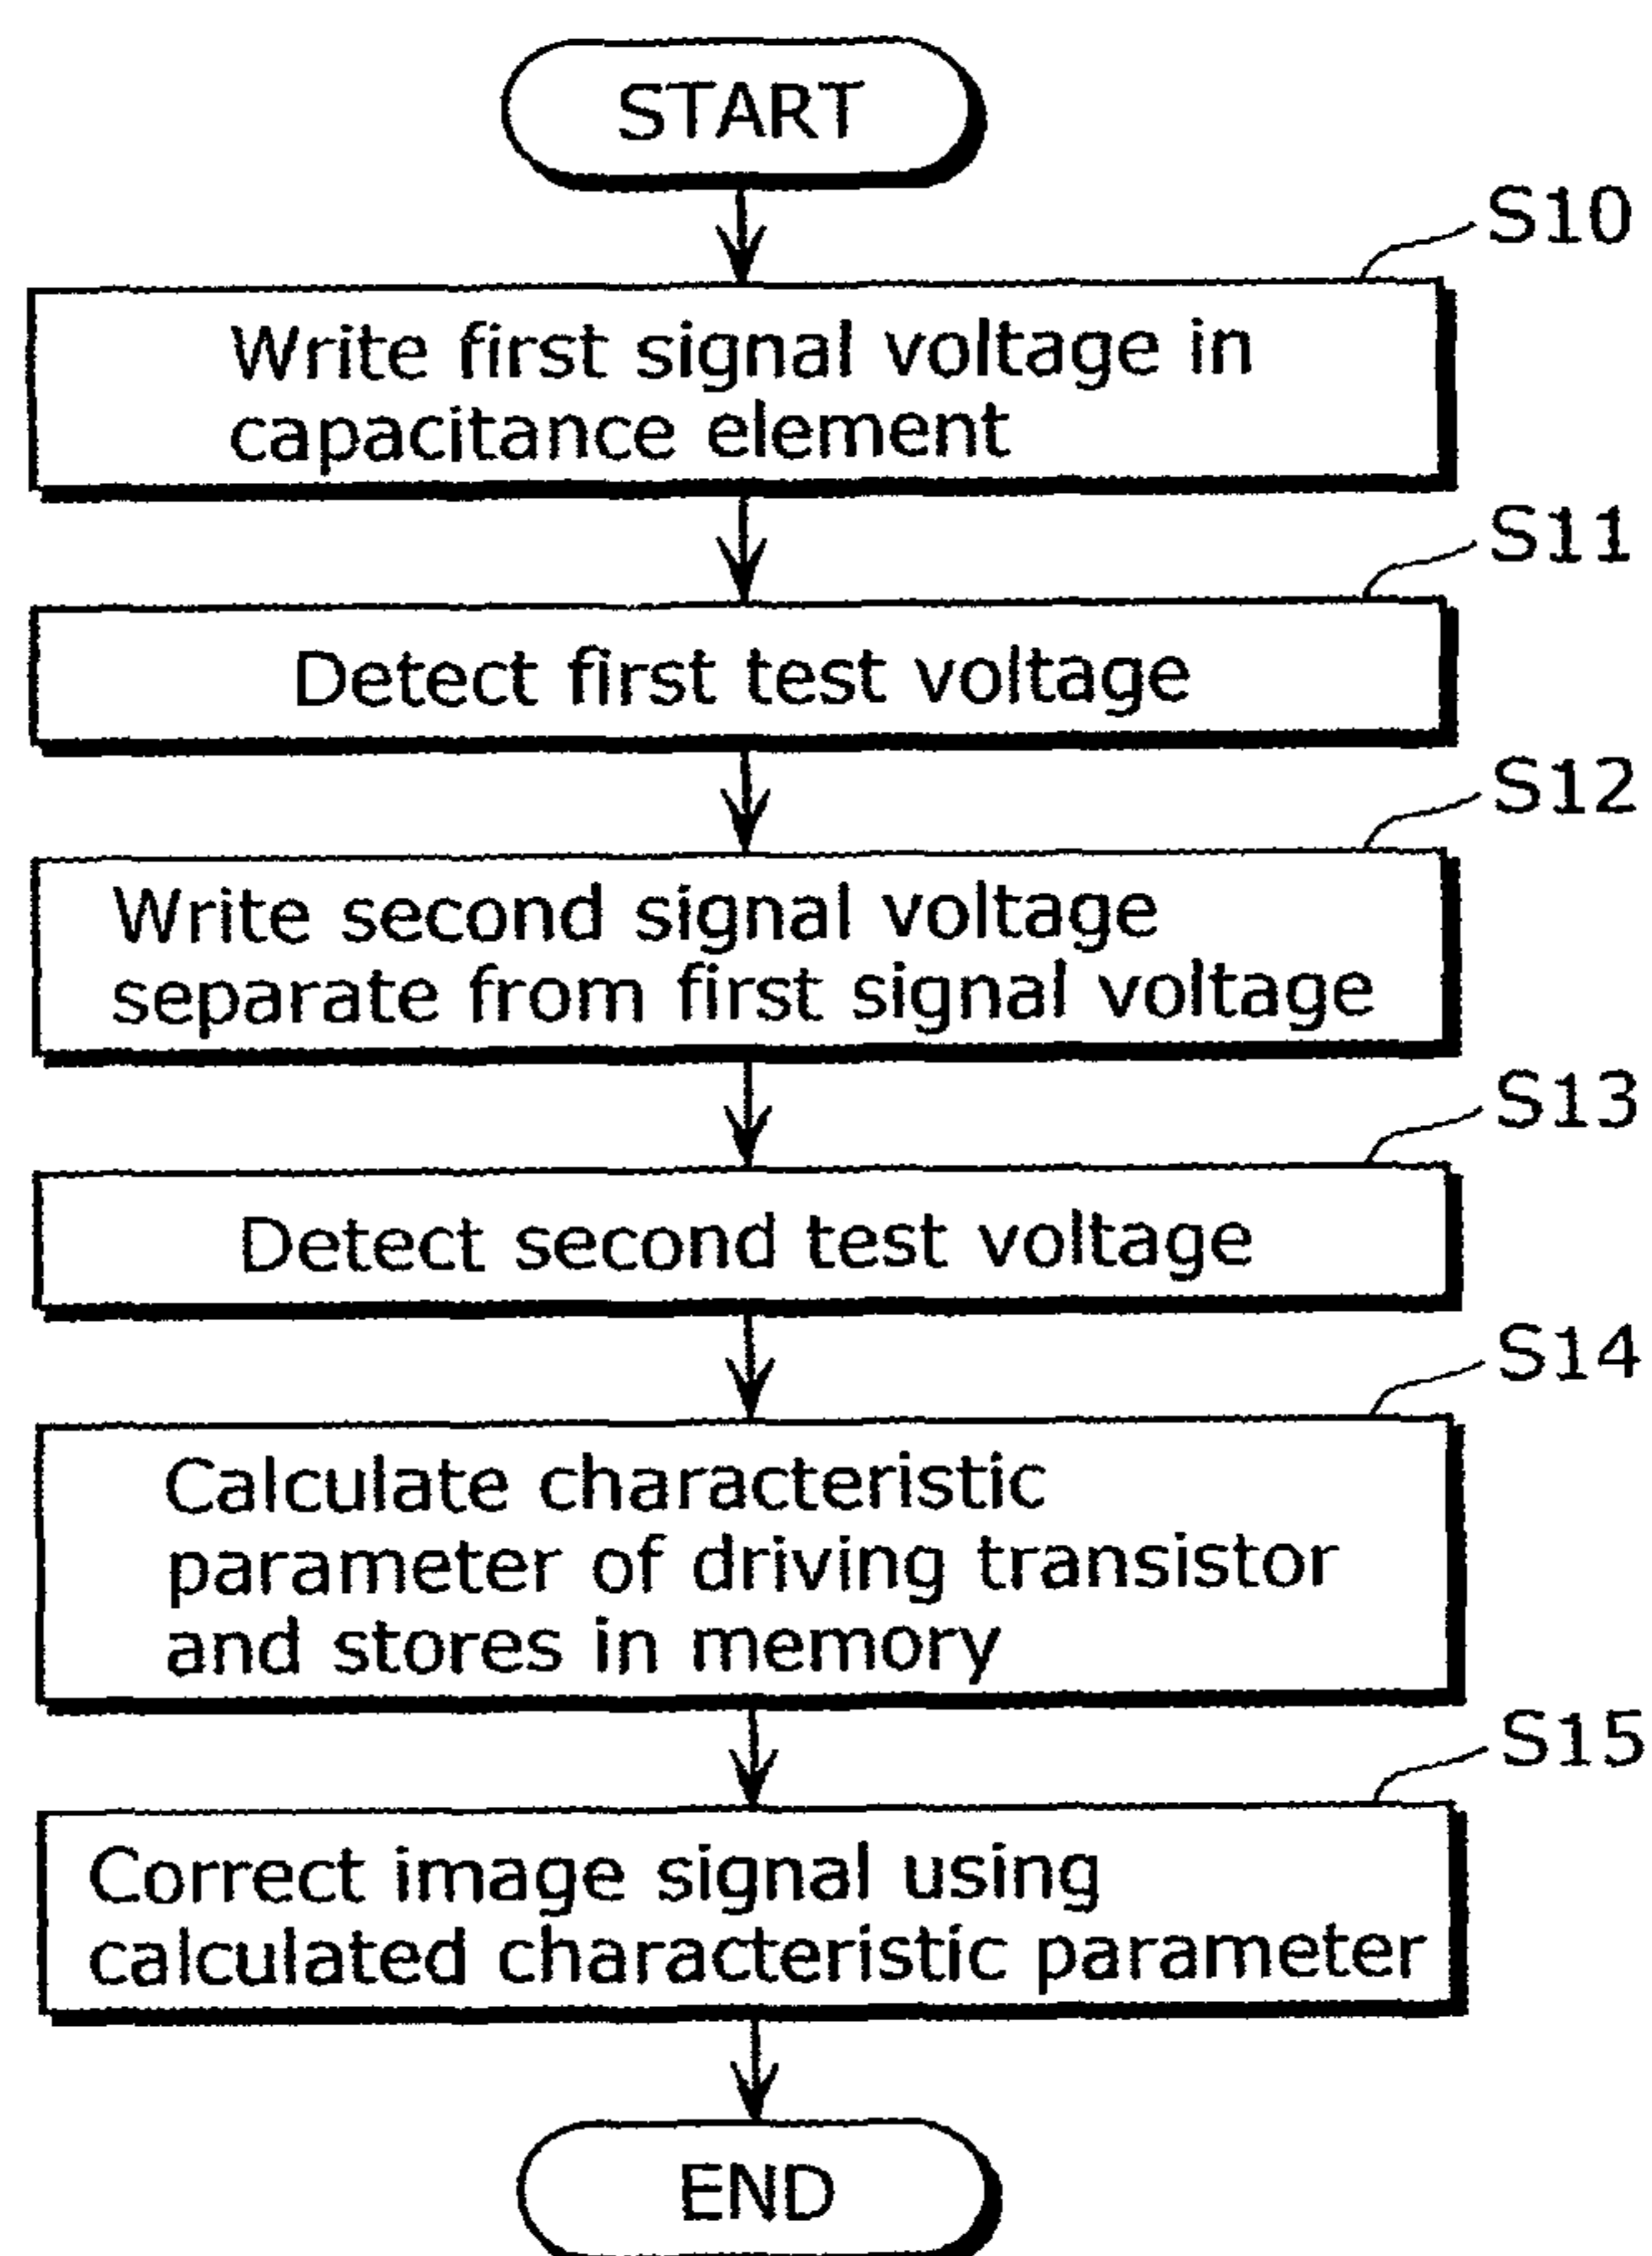 START
S10
Write first signal voltage in
capacitance element
S11
Detect first test voltage
S12
Write second signal voltage
separate from first signal voltage
S13
Detect second test voltage
S14
Calculate characteristic
parameter of driving transistor
and stores in memory
S15
Correct image signal using
calculated characteristic parameter
END